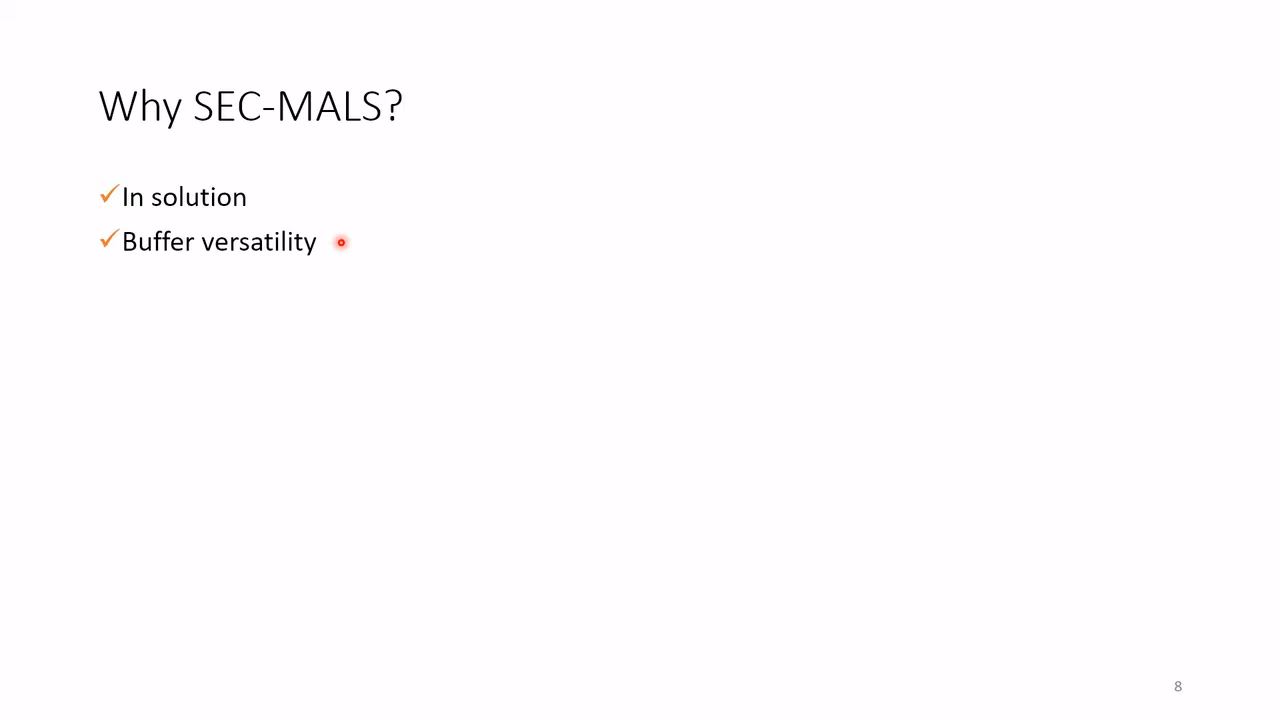 Why SEC-MALS?
✓In solution
✓Buffer versatility
8